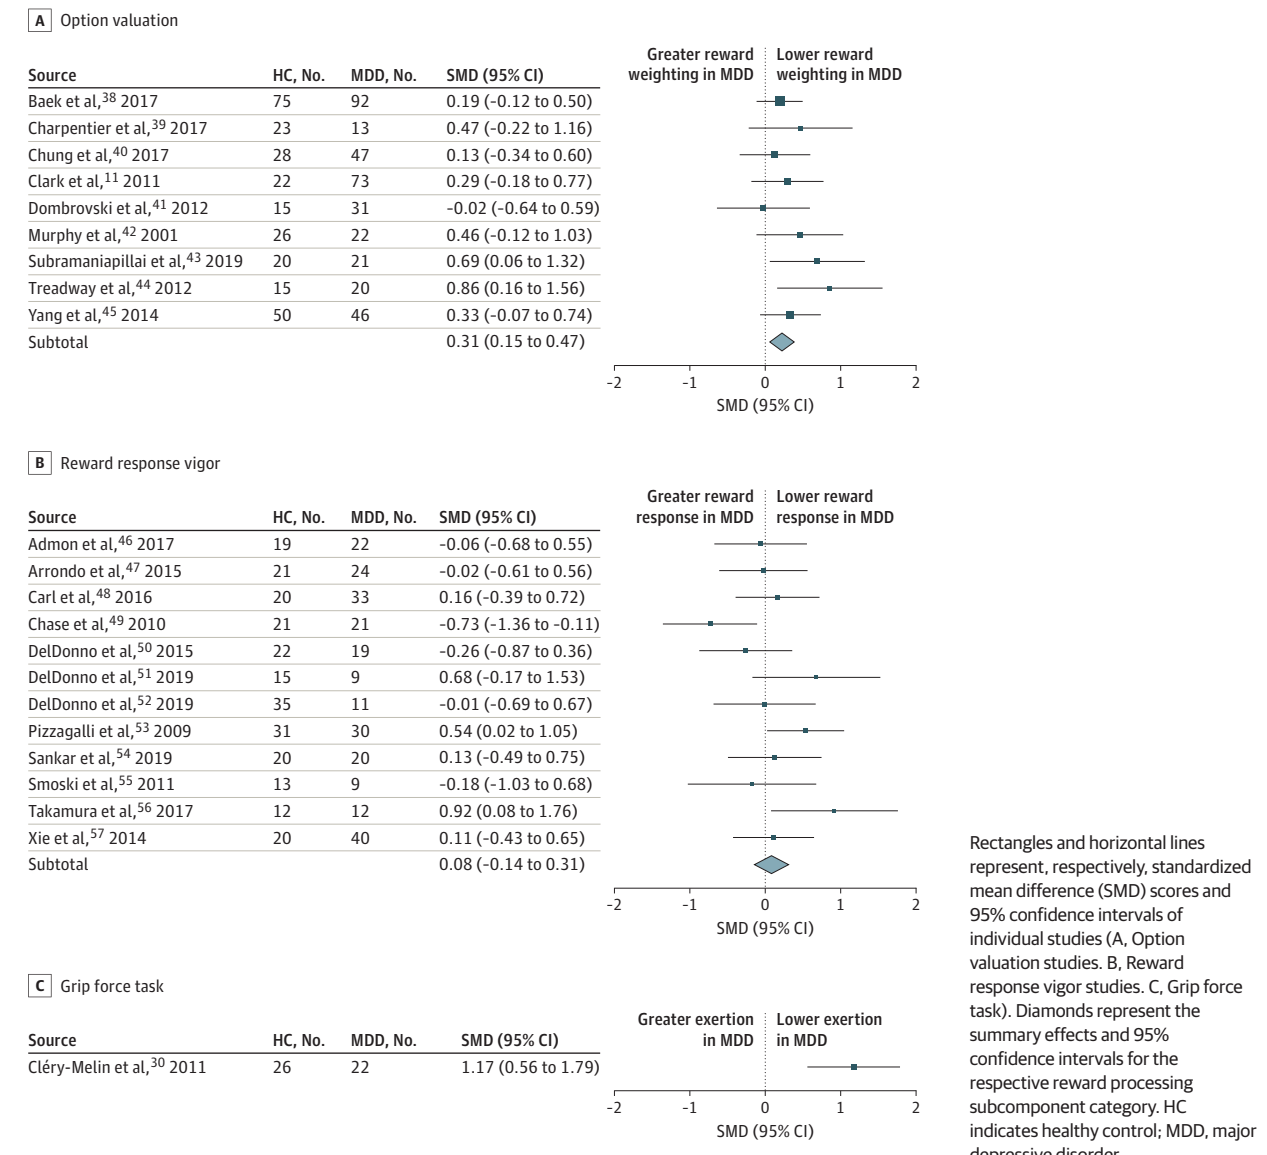 A Option valuation
Greater reward weighting in MDD
Lower reward weighting in MDD
Source HC, No. MDD, No. SMD (95% CI)
Baek et al,38 2017 75 92 0.19 (-0.12 to 0.50)
Charpentier et al,39 2017 23 13 0.47 (-0.22 to 1.16)
Chung et al,40 2017 28 47 0.13 (-0.34 to 0.60)
Clark et al,11 2011 22 73 0.29 (-0.18 to 0.77)
Dombrovski et al,41 2012 15 31 -0.02 (-0.64 to 0.59)
Murphy et al,42 2001 26 22 0.46 (-0.12 to 1.03)
Subramaniapillai et al,43 2019 20 21 0.69 (0.06 to 1.32)
Treadway et al,44 2012 15 20 0.86 (0.16 to 1.56)
Yang et al,45 2014 50 46 0.33 (-0.07 to 0.74)
Subtotal 0.31 (0.15 to 0.47)
-2 -1 0 1 2
SMD (95% CI)
B Reward response vigor
Greater reward response in MDD
Lower reward response in MDD
Source HC, No. MDD, No. SMD (95% CI)
Admon et al,46 2017 19 22 -0.06 (-0.68 to 0.55)
Arrondo et al,47 2015 21 24 -0.02 (-0.61 to 0.56)
Carl et al,48 2016 20 33 0.16 (-0.39 to 0.72)
Chase et al,49 2010 21 21 -0.73 (-1.36 to -0.11)
DelDonno et al,50 2015 22 19 -0.26 (-0.87 to 0.36)
DelDonno et al,51 2019 15 9 0.68 (-0.17 to 1.53)
DelDonno et al,52 2019 35 11 -0.01 (-0.69 to 0.67)
Pizzagalli et al,53 2009 31 30 0.54 (0.02 to 1.05)
Sankar et al,54 2019 20 20 0.13 (-0.49 to 0.75)
Smoski et al,55 2011 13 9 -0.18 (-1.03 to 0.68)
Takamura et al,56 2017 12 12 0.92 (0.08 to 1.76)
Xie et al,57 2014 20 40 0.11 (-0.43 to 0.65)
Subtotal 0.08 (-0.14 to 0.31)
-2 -1 0 1 2
SMD (95% CI)
C Grip force task
Greater exertion in MDD
Lower exertion in MDD
Source HC, No. MDD, No. SMD (95% CI)
Cléry-Melin et al,30 2011 26 22 1.17 (0.56 to 1.79)
-2 -1 0 1 2
SMD (95% CI)
Rectangles and horizontal lines
represent, respectively, standardized
mean difference (SMD) scores and
95% confidence intervals of
individual studies (A, Option
valuation studies. B, Reward
response vigor studies. C, Grip force
task). Diamonds represent the
summary effects and 95%
confidence intervals for the
respective reward processing
subcomponent category. HC
indicates healthy control; MDD, major
depressive disorder